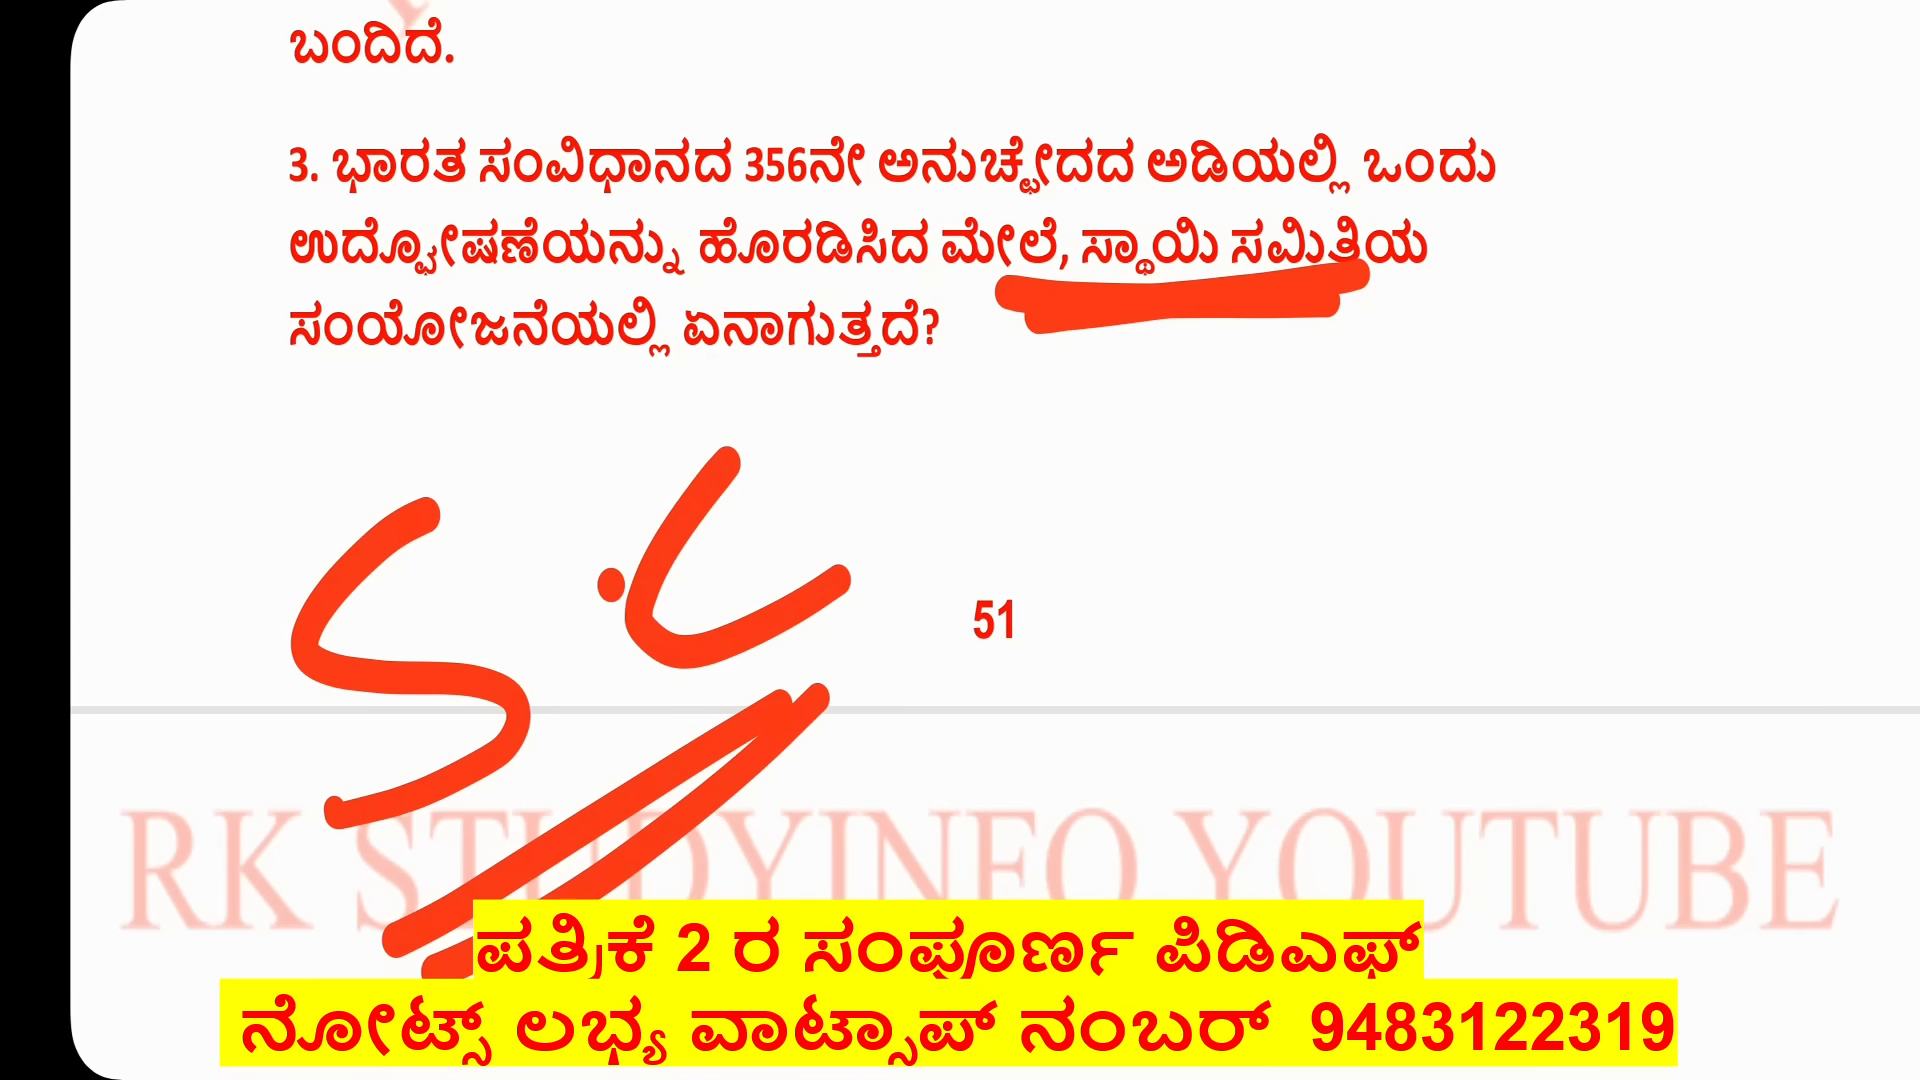 ಬಂದಿದೆ.
3. ಭಾರತ ಸಂವಿಧಾನದ 356ನೇ ಅನುಚ್ಛೇದದ ಅಡಿಯಲ್ಲಿ ಒಂದು
ಉದ್ಘೋಷಣೆಯನ್ನು ಹೊರಡಿಸಿದ ಮೇಲೆ, ಸ್ಥಾಯಿ ಸಮಿತಿಯ
ಸಂಯೋಜನೆಯಲ್ಲಿ ಏನಾಗುತ್ತದೆ?
S.C
51
RK STUDYINFO YOUTUBE
ಪತ್ರಿಕೆ 2 ರ ಸಂಪೂರ್ಣ ಪಿಡಿಎಫ್
ನೋಟ್ಸ್ ಲಭ್ಯ ವಾಟ್ಸಾಪ್ ನಂಬರ್ 9483122319